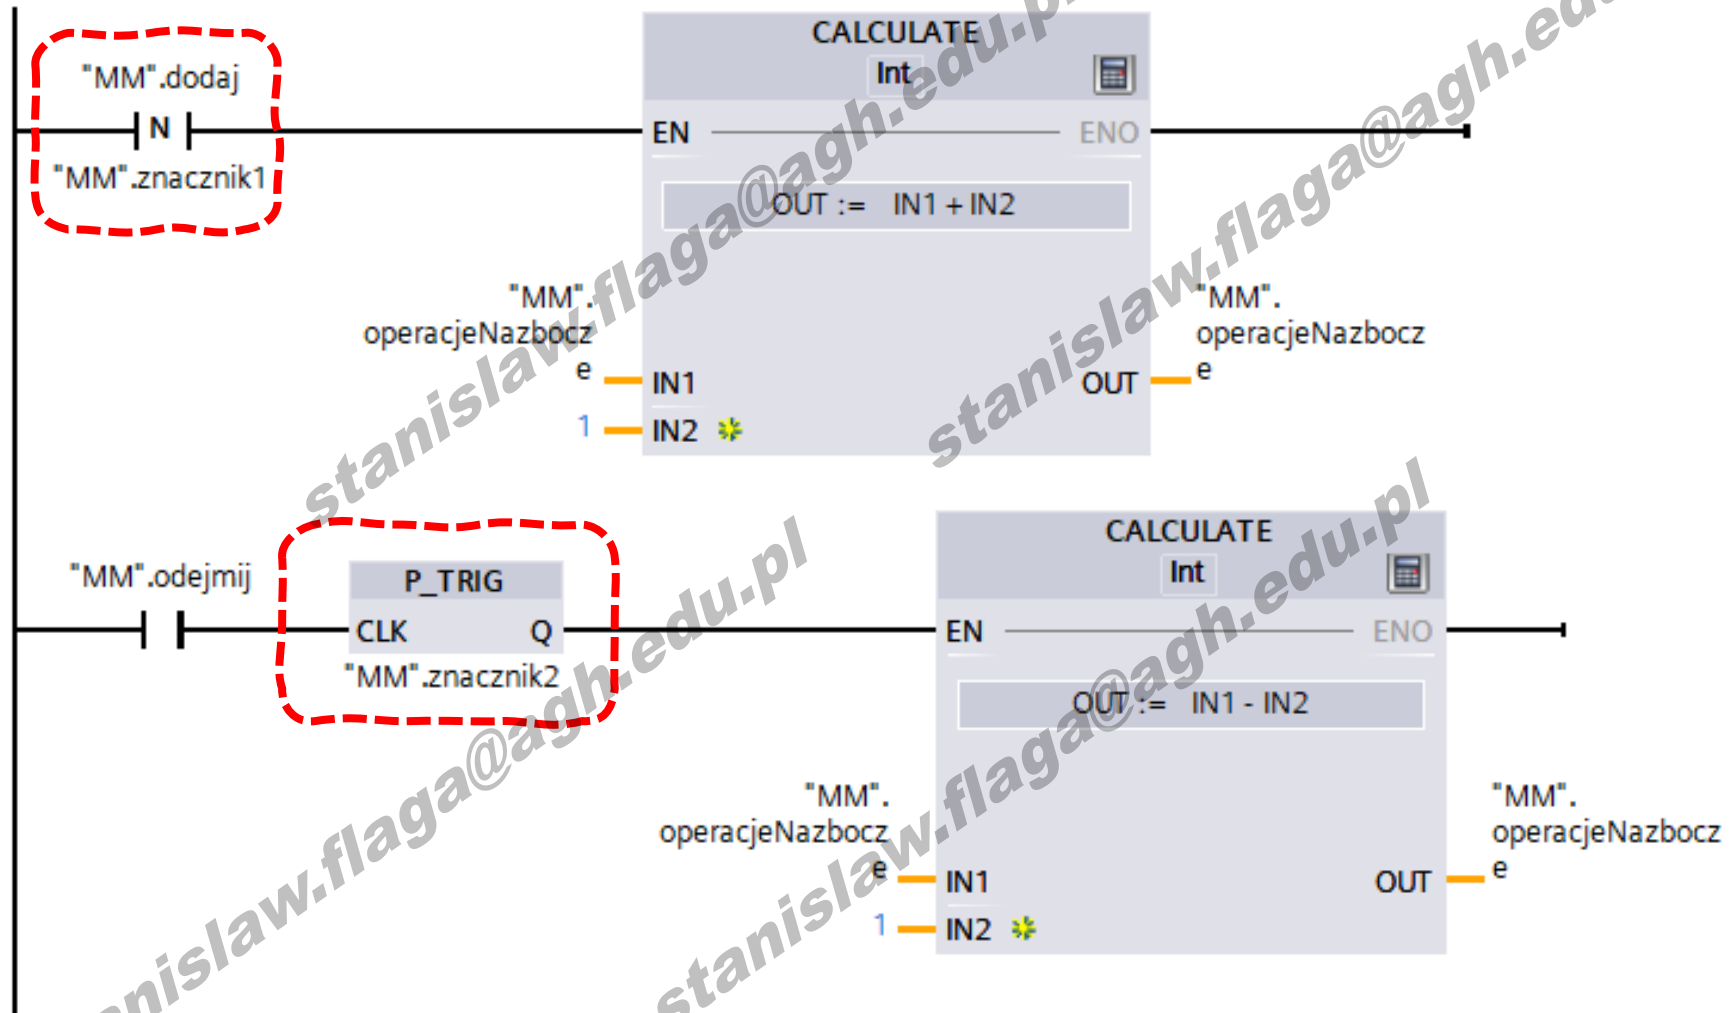 CALCULATE
Int
"MM".dodaj
N
"MM".znacznik1
EN
ENO
OUT := IN1 + IN2
"MM".
operacjeNazbocz
e
IN1
1
IN2
OUT
"MM".
operacjeNazbocz
e
"MM".odejmij
P_TRIG
CLK
Q
"MM".znacznik2
CALCULATE
Int
EN
ENO
OUT := IN1 - IN2
"MM".
operacjeNazbocz
e
IN1
1
IN2
OUT
"MM".
operacjeNazbocz
e
stanislaw.flaga@agh.edu.pl
stanislaw.flaga@agh.edu
nislaw.flaga@agh.edu.pl
stanislaw.flaga@agh.edu.pl